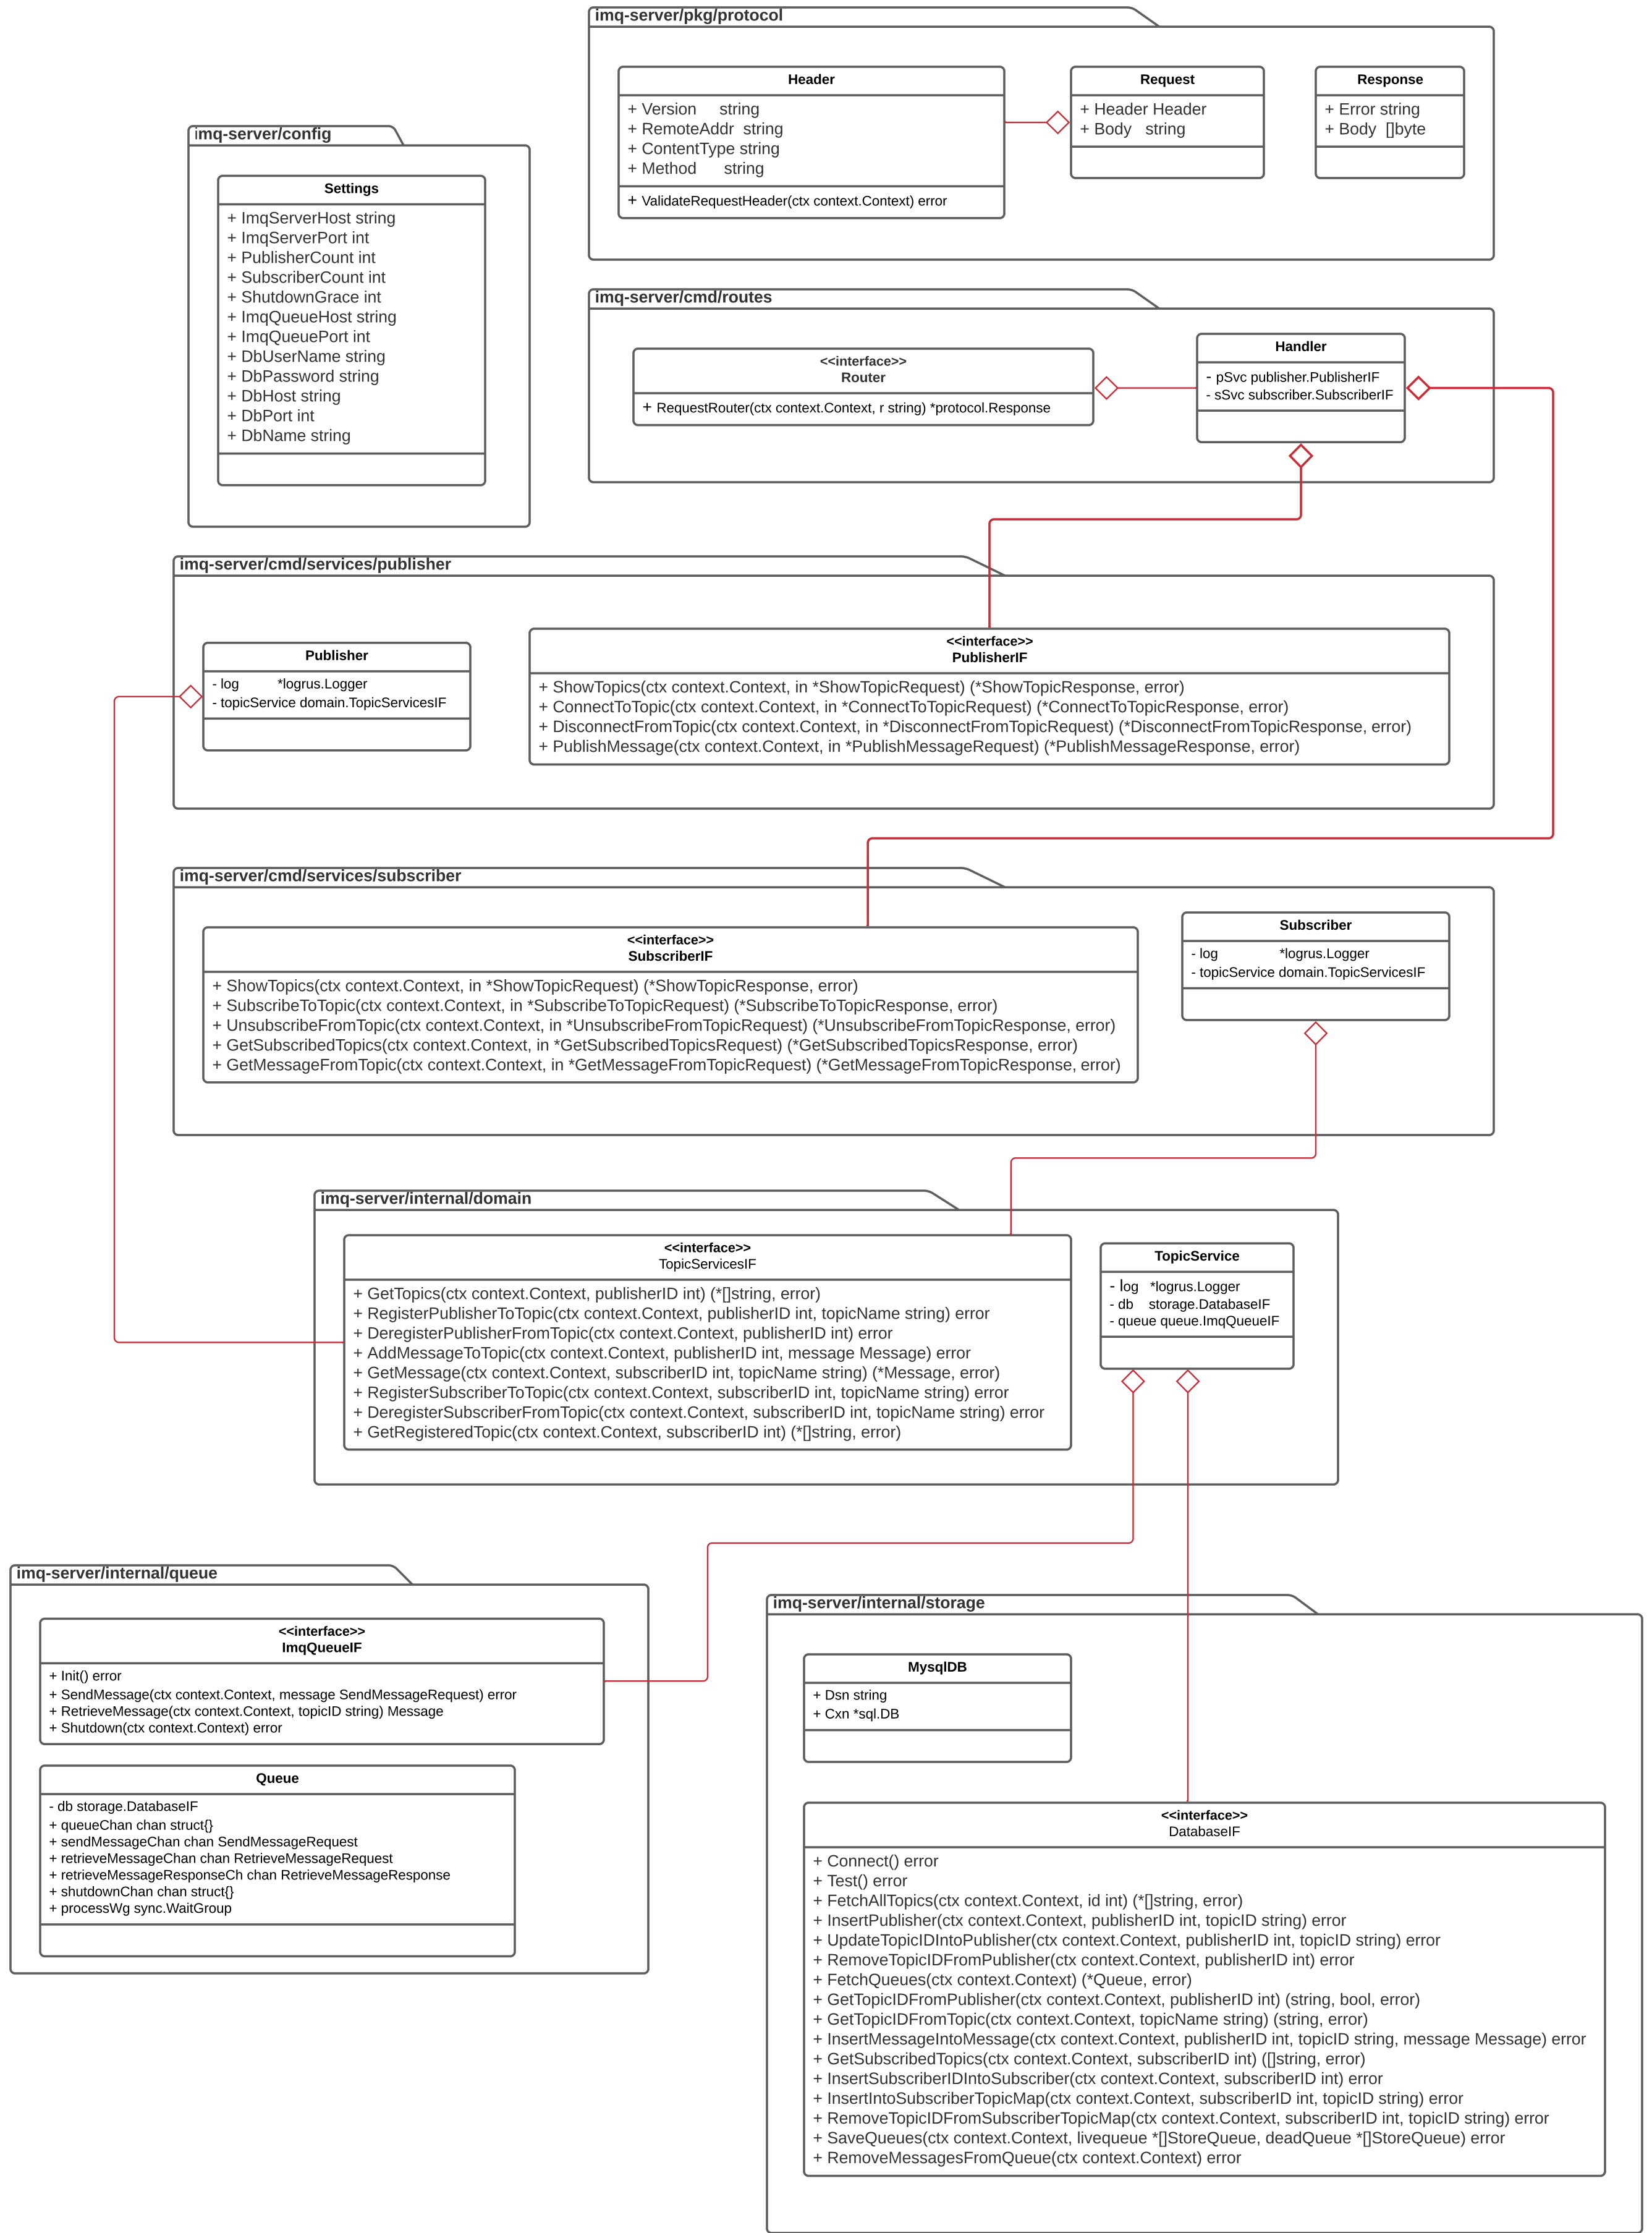 imq-server/pkg/protocol
Header
+ Version string
+ RemoteAddr string
+ ContentType string
+ Method string
+ ValidateRequestHeader(ctx context.Context) error
Request
+ Header Header
+ Body string
Response
+ Error string
+ Body []byte
imq-server/config
Settings
+ ImqServerHost string
+ ImqServerPort int
+ PublisherCount int
+ SubscriberCount int
+ ShutdownGrace int
+ ImqQueueHost string
+ ImqQueuePort int
+ DbUserName string
+ DbPassword string
+ DbHost string
+ DbPort int
+ DbName string
imq-server/cmd/routes
<<interface>>
Router
+ RequestRouter(ctx context.Context, r string) *protocol.Response
Handler
- pSvc publisher.PublisherIF
- sSvc subscriber.SubscriberIF
imq-server/cmd/services/publisher
Publisher
- log *logrus.Logger
- topicService domain.TopicServicesIF
<<interface>>
PublisherIF
+ ShowTopics(ctx context.Context, in *ShowTopicRequest) (*ShowTopicResponse, error)
+ ConnectToTopic(ctx context.Context, in *ConnectToTopicRequest) (*ConnectToTopicResponse, error)
+ DisconnectFromTopic(ctx context.Context, in *DisconnectFromTopicRequest) (*DisconnectFromTopicResponse, error)
+ PublishMessage(ctx context.Context, in *PublishMessageRequest) (*PublishMessageResponse, error)
imq-server/cmd/services/subscriber
<<interface>>
SubscriberIF
+ ShowTopics(ctx context.Context, in *ShowTopicRequest) (*ShowTopicResponse, error)
+ SubscribeToTopic(ctx context.Context, in *SubscribeToTopicRequest) (*SubscribeToTopicResponse, error)
+ UnsubscribeFromTopic(ctx context.Context, in *UnsubscribeFromTopicRequest) (*UnsubscribeFromTopicResponse, error)
+ GetSubscribedTopics(ctx context.Context, in *GetSubscribedTopicsRequest) (*GetSubscribedTopicsResponse, error)
+ GetMessageFromTopic(ctx context.Context, in *GetMessageFromTopicRequest) (*GetMessageFromTopicResponse, error)
Subscriber
- log *logrus.Logger
- topicService domain.TopicServicesIF
imq-server/internal/domain
<<interface>>
TopicServicesIF
+ GetTopics(ctx context.Context, publisherID int) (*[]string, error)
+ RegisterPublisherToTopic(ctx context.Context, publisherID int, topicName string) error
+ DeregisterPublisherFromTopic(ctx context.Context, publisherID int) error
+ AddMessageToTopic(ctx context.Context, publisherID int, message Message) error
+ GetMessage(ctx context.Context, subscriberID int, topicName string) (*Message, error)
+ RegisterSubscriberToTopic(ctx context.Context, subscriberID int, topicName string) error
+ DeregisterSubscriberFromTopic(ctx context.Context, subscriberID int, topicName string) error
+ GetRegisteredTopic(ctx context.Context, subscriberID int) (*[]string, error)
TopicService
- log *logrus.Logger
- db storage.DatabaseIF
- queue queue.ImqQueueIF
imq-server/internal/queue
<<interface>>
ImqQueueIF
+ Init() error
+ SendMessage(ctx context.Context, message SendMessageRequest) error
+ RetrieveMessage(ctx context.Context, topicID string) Message
+ Shutdown(ctx context.Context) error
Queue
- db storage.DatabaseIF
+ queueChan chan struct{}
+ sendMessageChan chan SendMessageRequest
+ retrieveMessageChan chan RetrieveMessageRequest
+ retrieveMessageResponseCh chan RetrieveMessageResponse
+ shutdownChan chan struct{}
+ processWg sync.WaitGroup
imq-server/internal/storage
MysqlDB
+ Dsn string
+ Cxn *sql.DB
<<interface>>
DatabaseIF
+ Connect() error
+ Test() error
+ FetchAllTopics(ctx context.Context, id int) (*[]string, error)
+ InsertPublisher(ctx context.Context, publisherID int, topicID string) error
+ UpdateTopicIDIntoPublisher(ctx context.Context, publisherID int, topicID string) error
+ RemoveTopicIDFromPublisher(ctx context.Context, publisherID int) error
+ FetchQueues(ctx context.Context) (*Queue, error)
+ GetTopicIDFromPublisher(ctx context.Context, publisherID int) (string, bool, error)
+ GetTopicIDFromTopic(ctx context.Context, topicName string) (string, error)
+ InsertMessageIntoMessage(ctx context.Context, publisherID int, topicID string, message Message) error
+ GetSubscribedTopics(ctx context.Context, subscriberID int) ([]string, error)
+ InsertSubscriberIDIntoSubscriber(ctx context.Context, subscriberID int) error
+ InsertIntoSubscriberTopicMap(ctx context.Context, subscriberID int, topicID string) error
+ RemoveTopicIDFromSubscriberTopicMap(ctx context.Context, subscriberID int, topicID string) error
+ SaveQueues(ctx context.Context, livequeue *[]StoreQueue, deadQueue *[]StoreQueue) error
+ RemoveMessagesFromQueue(ctx context.Context) error